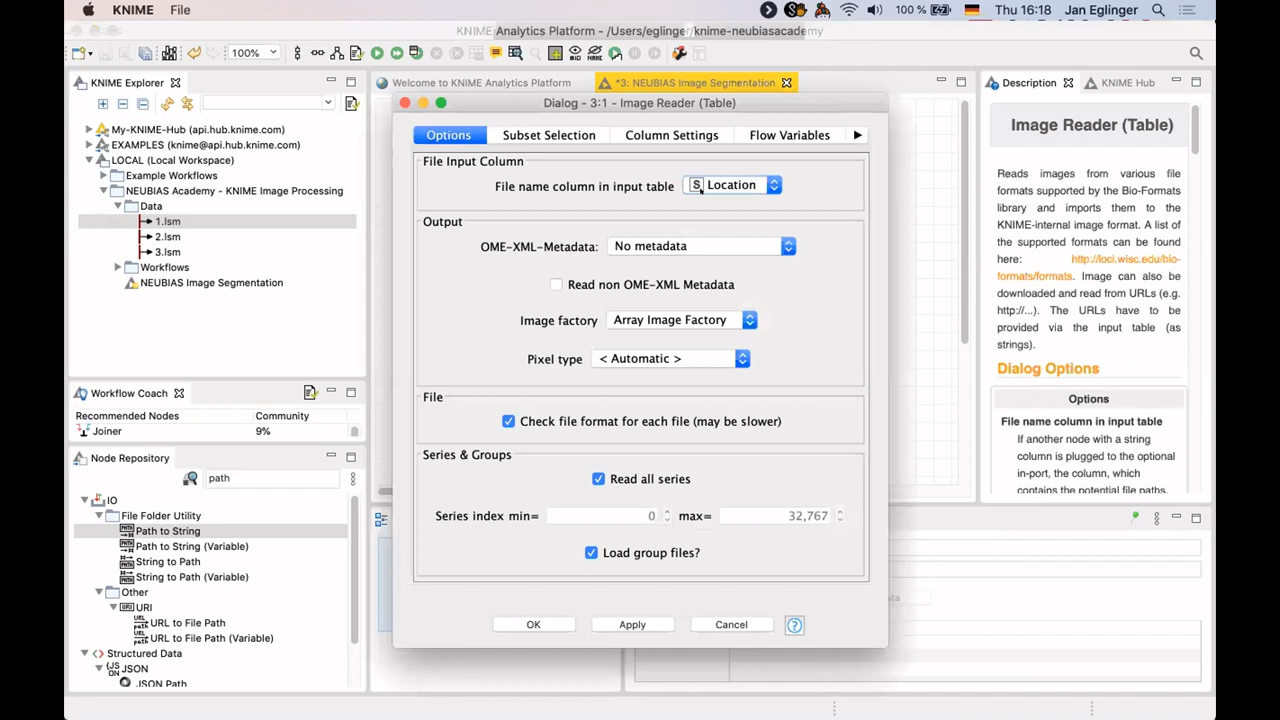 KNIME File 100 % Thu 16:18 Jan Eglinger
KNIME Analytics Platform - /Users/eglinger/knime-neubiasacademy
100%
KNIME Explorer
My-KNIME-Hub (api.hub.knime.com)
EXAMPLES (knime@api.hub.knime.com)
LOCAL (Local Workspace)
Example Workflows
NEUBIAS Academy - KNIME Image Processing
Data
1.lsm
2.lsm
3.lsm
Workflows
NEUBIAS Image Segmentation
Workflow Coach
Recommended Nodes Community
Joiner 9%
Node Repository
path
IO
File Folder Utility
Path to String
Path to String (Variable)
String to Path
String to Path (Variable)
Other
URI
URL to File Path
URL to File Path (Variable)
Structured Data
JSON
JSON Path
Welcome to KNIME Analytics Platform *3: NEUBIAS Image Segmentation
Dialog - 3:1 - Image Reader (Table)
Options Subset Selection Column Settings Flow Variables
File Input Column
File name column in input table S Location
Output
OME-XML-Metadata: No metadata
Read non OME-XML Metadata
Image factory Array Image Factory
Pixel type < Automatic >
File
Check file format for each file (may be slower)
Series & Groups
Read all series
Series index min= 0 max= 32,767
Load group files?
OK Apply Cancel ?
Description KNIME Hub
Image Reader (Table)
Reads images from various file
formats supported by the Bio-Formats
library and imports them to the
KNIME-internal image format. A list of
the supported formats can be found
here: http://loci.wisc.edu/bio-
formats/formats. Image can also be
downloaded and read from URLs (e.g.
http://...). The URLs have to be
provided via the input table (as
strings).
Dialog Options
Options
File name column in input table
If another node with a string
column is plugged to the optional
in-port, the column, which
contains the potential file paths,